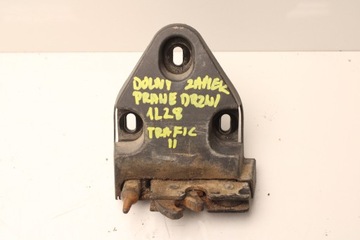 DOLNY ZAMEK
PRAWE DRZWI
1L28
TRAFIC
II